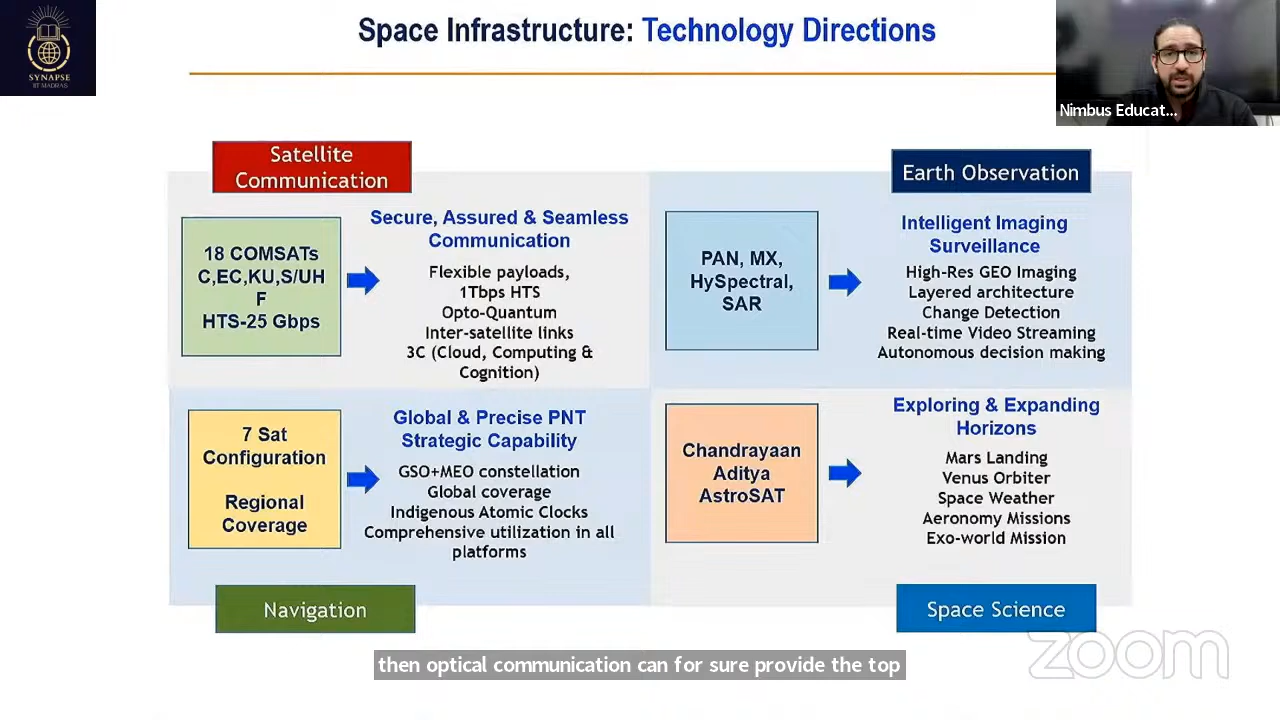 Space Infrastructure: Technology Directions
SYNAPSE
IIT MADRAS
Nimbus Educat...
Satellite
Communication
18 COMSATs
C,EC,KU,S/UH
F
HTS-25 Gbps
Secure, Assured & Seamless
Communication
Flexible payloads,
1Tbps HTS
Opto-Quantum
Inter-satellite links
3C (Cloud, Computing &
Cognition)
Earth Observation
PAN, MX,
HySpectral,
SAR
Intelligent Imaging
Surveillance
High-Res GEO Imaging
Layered architecture
Change Detection
Real-time Video Streaming
Autonomous decision making
7 Sat
Configuration
Regional
Coverage
Global & Precise PNT
Strategic Capability
GSO+MEO constellation
Global coverage
Indigenous Atomic Clocks
Comprehensive utilization in all
platforms
Navigation
Chandrayaan
Aditya
AstroSAT
Exploring & Expanding
Horizons
Mars Landing
Venus Orbiter
Space Weather
Aeronomy Missions
Exo-world Mission
Space Science
zoom
then optical communication can for sure provide the top